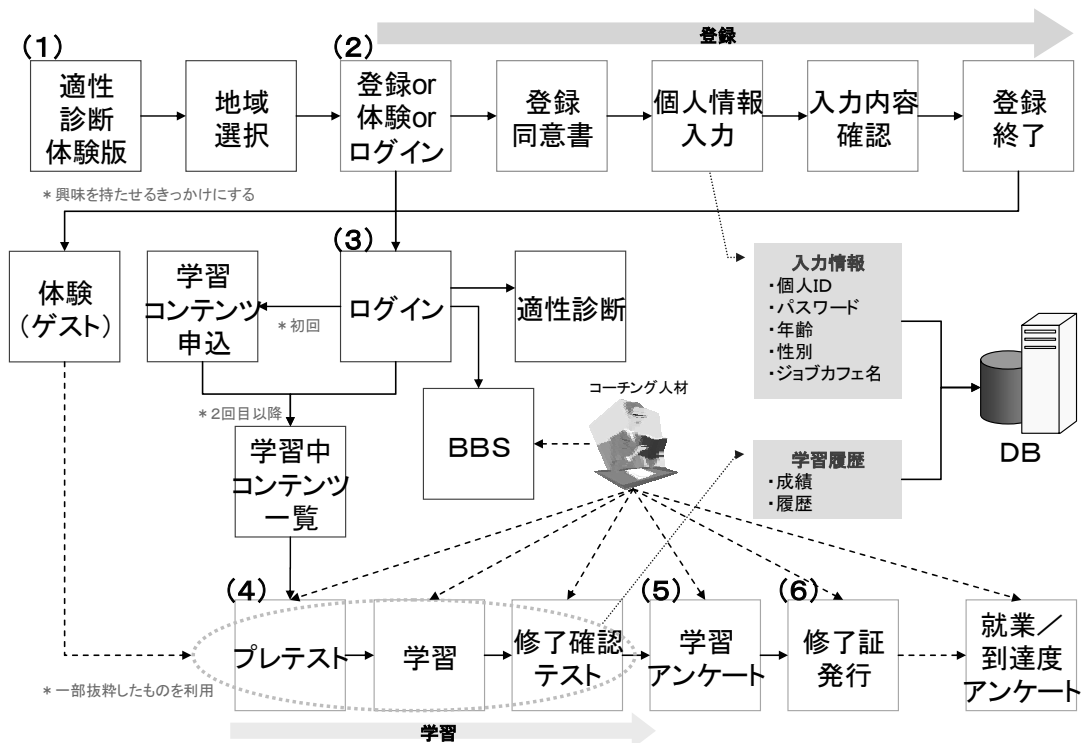 登録
(1)
適性
診断
体験版
地域
選択
(2)
登録or
体験or
ログイン
登録
同意書
個人情報
入力
入力内容
確認
登録
終了
＊興味を持たせるきっかけにする
体験
(ゲスト)
学習
コンテンツ
申込
＊初回
(3)
ログイン
適性診断
入力情報
・個人ID
・パスワード
・年齢
・性別
・ジョブカフェ名
DB
＊２回目以降
学習中
コンテンツ
一覧
BBS
コーチング人材
学習履歴
・成績
・履歴
(4)
プレテスト
学習
修了確認
テスト
(5)
学習
アンケート
(6)
修了証
発行
就業／
到達度
アンケート
＊一部抜粋したものを利用
学習